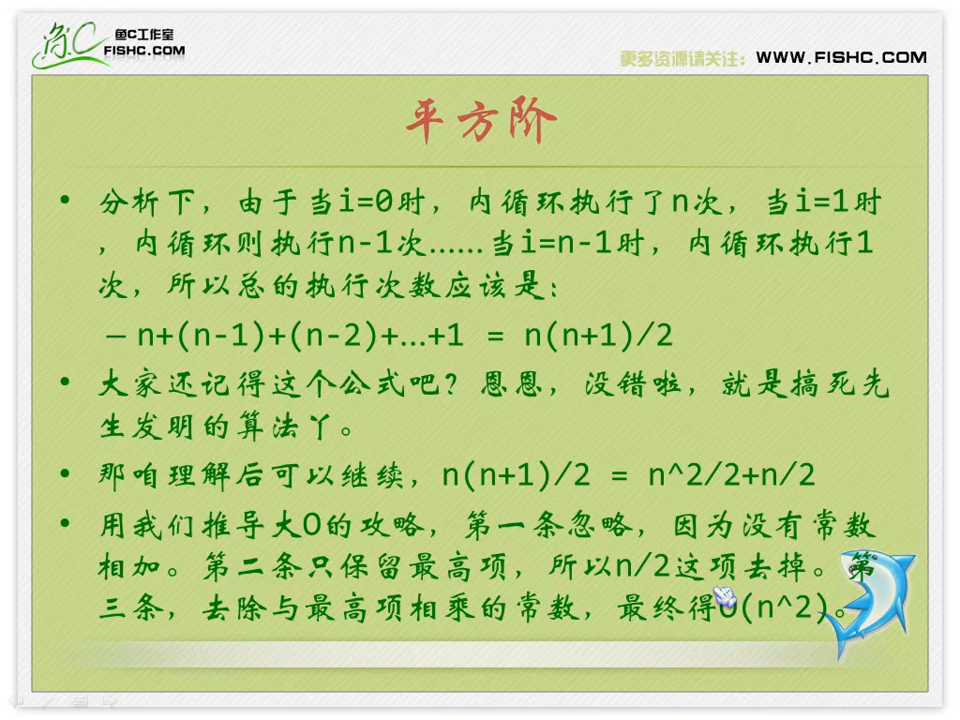 鱼C工作室
FISHC.COM
更多资源请关注： WWW.FISHC.COM
平方阶
• 分析下，由于当i=0时，内循环执行了n次，当i=1时
，内循环则执行n-1次……当i=n-1时，内循环执行1
次，所以总的执行次数应该是：
– n+(n-1)+(n-2)+…+1 = n(n+1)/2
• 大家还记得这个公式吧？恩恩，没错啦，就是搞死先
生发明的算法丫。
• 那咱理解后可以继续，n(n+1)/2 = n^2/2+n/2
• 用我们推导大O的攻略，第一条忽略，因为没有常数
相加。第二条只保留最高项，所以n/2这项去掉。第
三条，去除与最高项相乘的常数，最终得O(n^2)。